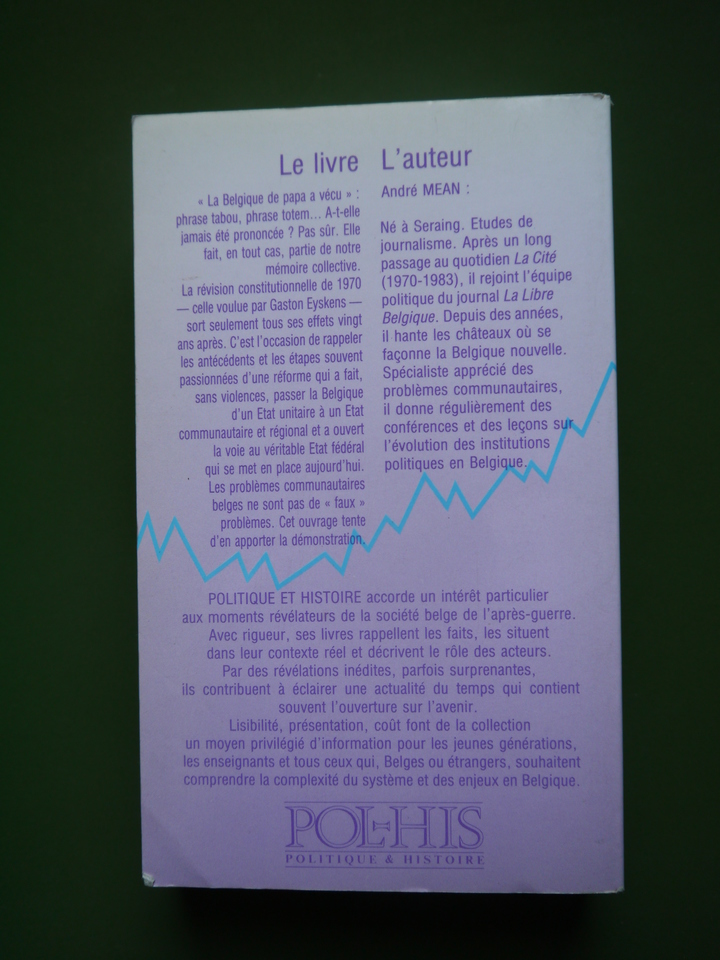 Le livre
« La Belgique de papa a vécu » :
phrase tabou, phrase totem... A-t-elle
jamais été prononcée ? Pas sûr. Elle
fait, en tout cas, partie de notre
mémoire collective.
La révision constitutionnelle de 1970
— celle voulue par Gaston Eyskens —
sort seulement tous ses effets vingt
ans après. C'est l'occasion de rappeler
les antécédents et les étapes souvent
passionnées d'une réforme qui a fait,
sans violences, passer la Belgique
d'un Etat unitaire à un Etat
communautaire et régional et a ouvert
la voie au véritable Etat fédéral
qui se met en place aujourd'hui.
Les problèmes communautaires
belges ne sont pas de « faux »
problèmes. Cet ouvrage tente
d'en apporter la démonstration.
L'auteur
André MEAN :
Né à Seraing. Etudes de
journalisme. Après un long
passage au quotidien La Cité
(1970-1983), il rejoint l'équipe
politique du journal La Libre
Belgique. Depuis des années,
il hante les châteaux où se
façonne la Belgique nouvelle.
Spécialiste apprécié des
problèmes communautaires,
il donne régulièrement des
conférences et des leçons sur
l'évolution des institutions
politiques en Belgique.
POLITIQUE ET HISTOIRE accorde un intérêt particulier
aux moments révélateurs de la société belge de l'après-guerre.
Avec rigueur, ses livres rappellent les faits, les situent
dans leur contexte réel et décrivent le rôle des acteurs.
Par des révélations inédites, parfois surprenantes,
ils contribuent à éclairer une actualité du temps qui contient
souvent l'ouverture sur l'avenir.
Lisibilité, présentation, coût font de la collection
un moyen privilégié d'information pour les jeunes générations,
les enseignants et tous ceux qui, Belges ou étrangers, souhaitent
comprendre la complexité du système et des enjeux en Belgique.
POL-HIS
POLITIQUE & HISTOIRE